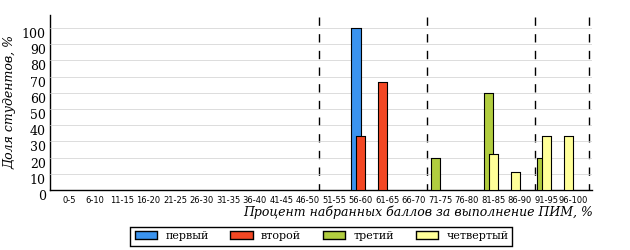 Доля студентов, %
100
90
80
70
60
50
40
30
20
10
0
0-5 6-10 11-15 16-20 21-25 26-30 31-35 36-40 41-45 46-50 51-55 56-60 61-65 66-70 71-75 76-80 81-85 86-90 91-95 96-100
Процент набранных баллов за выполнение ПИМ, %
первый второй третий четвертый